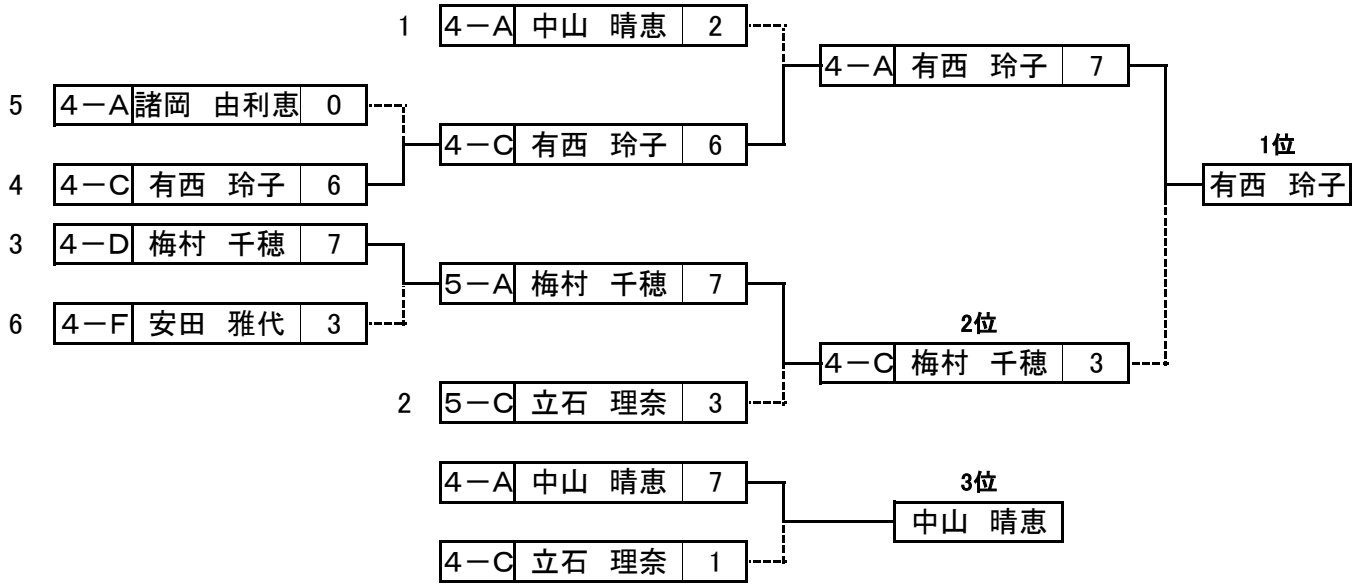 1 4-A 中山 晴恵 2
4-A 有西 玲子 7
5 4-A 諸岡 由利恵 0
4-C 有西 玲子 6
1位
4 4-C 有西 玲子 6
有西 玲子
3 4-D 梅村 千穂 7
5-A 梅村 千穂 7
6 4-F 安田 雅代 3
2位
4-C 梅村 千穂 3
2 5-C 立石 理奈 3
4-A 中山 晴恵 7
3位
中山 晴恵
4-C 立石 理奈 1